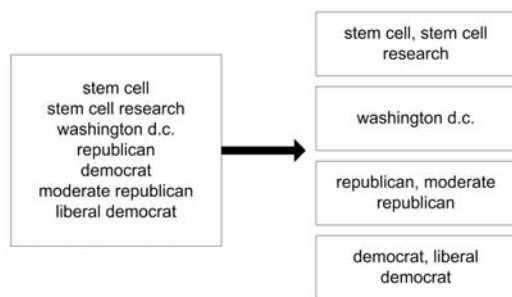 stem cell
stem cell research
washington d.c.
republican
democrat
moderate republican
liberal democrat
stem cell, stem cell
research
washington d.c.
republican, moderate
republican
democrat, liberal
democrat